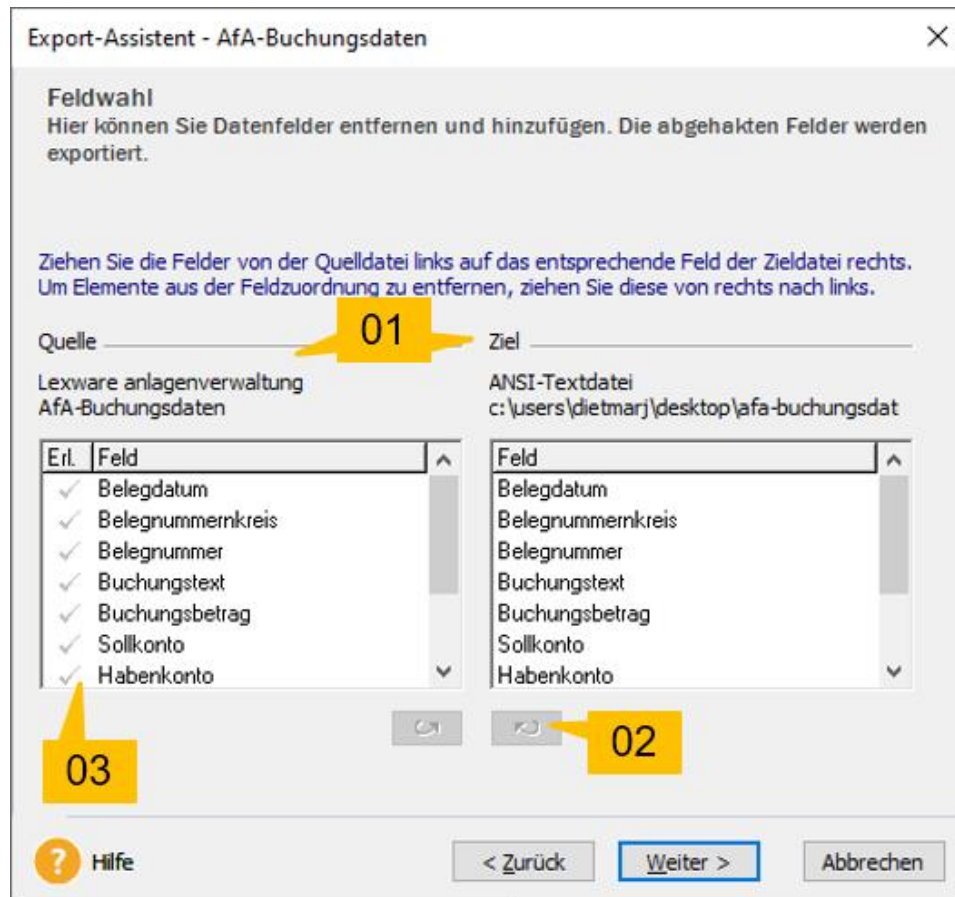 Export-Assistent - AfA-Buchungsdaten
Feldwahl
Hier können Sie Datenfelder entfernen und hinzufügen. Die abgehakten Felder werden
exportiert.
Ziehen Sie die Felder von der Quelldatei links auf das entsprechende Feld der Zieldatei rechts.
Um Elemente aus der Feldzuordnung zu entfernen, ziehen Sie diese von rechts nach links.
01
Quelle
Lexware anlagenverwaltung
AfA-Buchungsdaten
Erl. Feld
Belegdatum
Belegnummernkreis
Belegnummer
Buchungstext
Buchungsbetrag
Sollkonto
Habenkonto
Ziel
ANSI-Textdatei
c:\users\dietmarj\desktop\afa-buchungsdat
Feld
Belegdatum
Belegnummernkreis
Belegnummer
Buchungstext
Buchungsbetrag
Sollkonto
Habenkonto
03
02
? Hilfe
< Zurück
Weiter >
Abbrechen